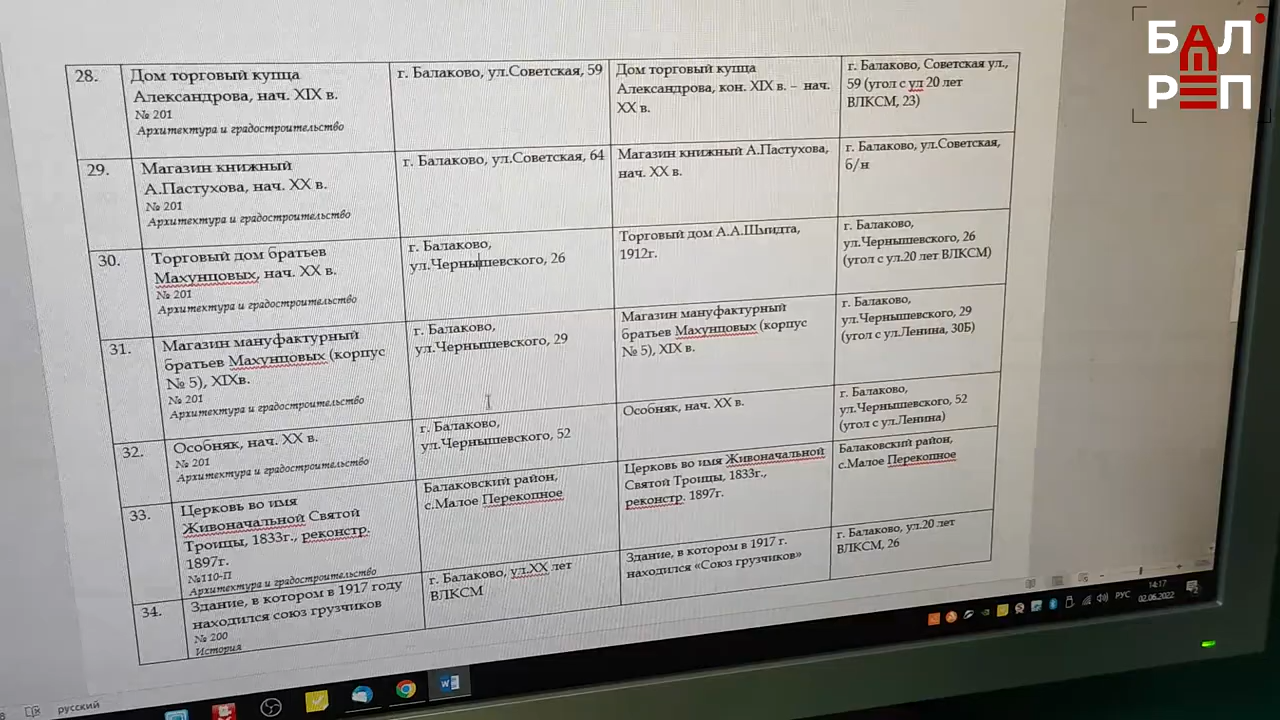 БАЛ
РЕП
28.
Дом торговый купца
Александрова, нач. XIX в.
№ 201
Архитектура и градостроительство
г. Балаково, ул.Советская, 59
Дом торговый купца
Александрова, кон. XIX в. – нач.
XX в.
г. Балаково, Советская ул.,
59 (угол с ул 20 лет
ВЛКСМ, 23)
29.
Магазин книжный
А.Пастухова, нач. XX в.
№ 201
Архитектура и градостроительство
г. Балаково, ул.Советская, 64
Магазин книжный А.Пастухова,
нач. XX в.
г. Балаково, ул.Советская,
б/н
30.
Торговый дом братьев
Махунцовых, нач. XX в.
№ 201
Архитектура и градостроительство
г. Балаково,
ул.Чернышевского, 26
Торговый дом А.А.Шмидта,
1912г.
г. Балаково,
ул.Чернышевского, 26
(угол с ул.20 лет ВЛКСМ)
31.
Магазин мануфактурный
братьев Махунцовых (корпус
№ 5), XIXв.
№ 201
Архитектура и градостроительство
г. Балаково,
ул.Чернышевского, 29
Магазин мануфактурный
братьев Махунцовых (корпус
№ 5), XIX в.
г. Балаково,
ул.Чернышевского, 29
(угол с ул.Ленина, 30Б)
32.
Особняк, нач. XX в.
№ 201
Архитектура и градостроительство
г. Балаково,
ул.Чернышевского, 52
Особняк, нач. XX в.
г. Балаково,
ул.Чернышевского, 52
(угол с ул.Ленина)
33.
Церковь во имя
Живоначальной Святой
Троицы, 1833г., реконстр.
1897г.
№110-П
Архитектура и градостроительство
Балаковский район,
с.Малое Перекопное
Церковь во имя Живоначальной
Святой Троицы, 1833г.,
реконстр. 1897г.
Балаковский район,
с.Малое Перекопное
34.
Здание, в котором в 1917 году
находился союз грузчиков
№ 200
История
г. Балаково, ул.XX лет
ВЛКСМ
Здание, в котором в 1917 г.
находился «Союз грузчиков»
г. Балаково, ул.20 лет
ВЛКСМ, 26
русский
РУС
14:17
02.06.2022